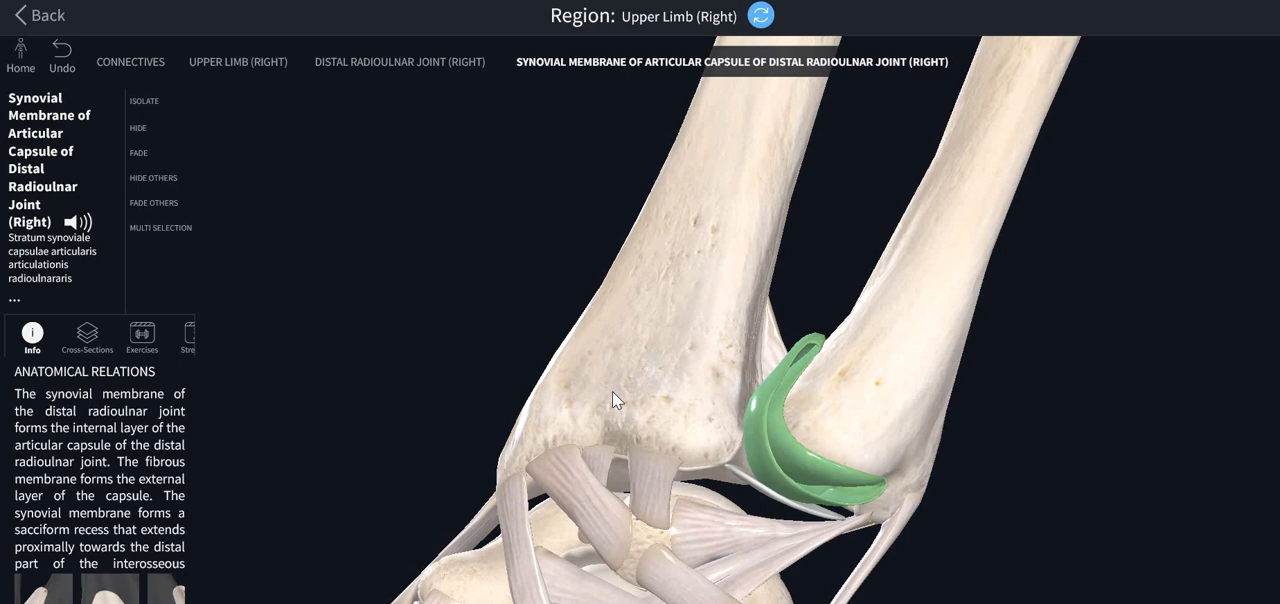 Back
Region: Upper Limb (Right)
Home
Undo
CONNECTIVES
UPPER LIMB (RIGHT)
DISTAL RADIOULNAR JOINT (RIGHT)
SYNOVIAL MEMBRANE OF ARTICULAR CAPSULE OF DISTAL RADIOULNAR JOINT (RIGHT)
Synovial
Membrane of
Articular
Capsule of
Distal
Radioulnar
Joint
(Right)
Stratum synoviale
capsulae articularis
articulationis
radioulnararis
...
ISOLATE
HIDE
FADE
HIDE OTHERS
FADE OTHERS
MULTI SELECTION
Info
Cross-Sections
Exercises
Stre
ANATOMICAL RELATIONS
The synovial membrane of
the distal radioulnar joint
forms the internal layer of the
articular capsule of the distal
radioulnar joint. The fibrous
membrane forms the external
layer of the capsule. The
synovial membrane forms a
sacciform recess that extends
proximally towards the distal
part of the interosseous